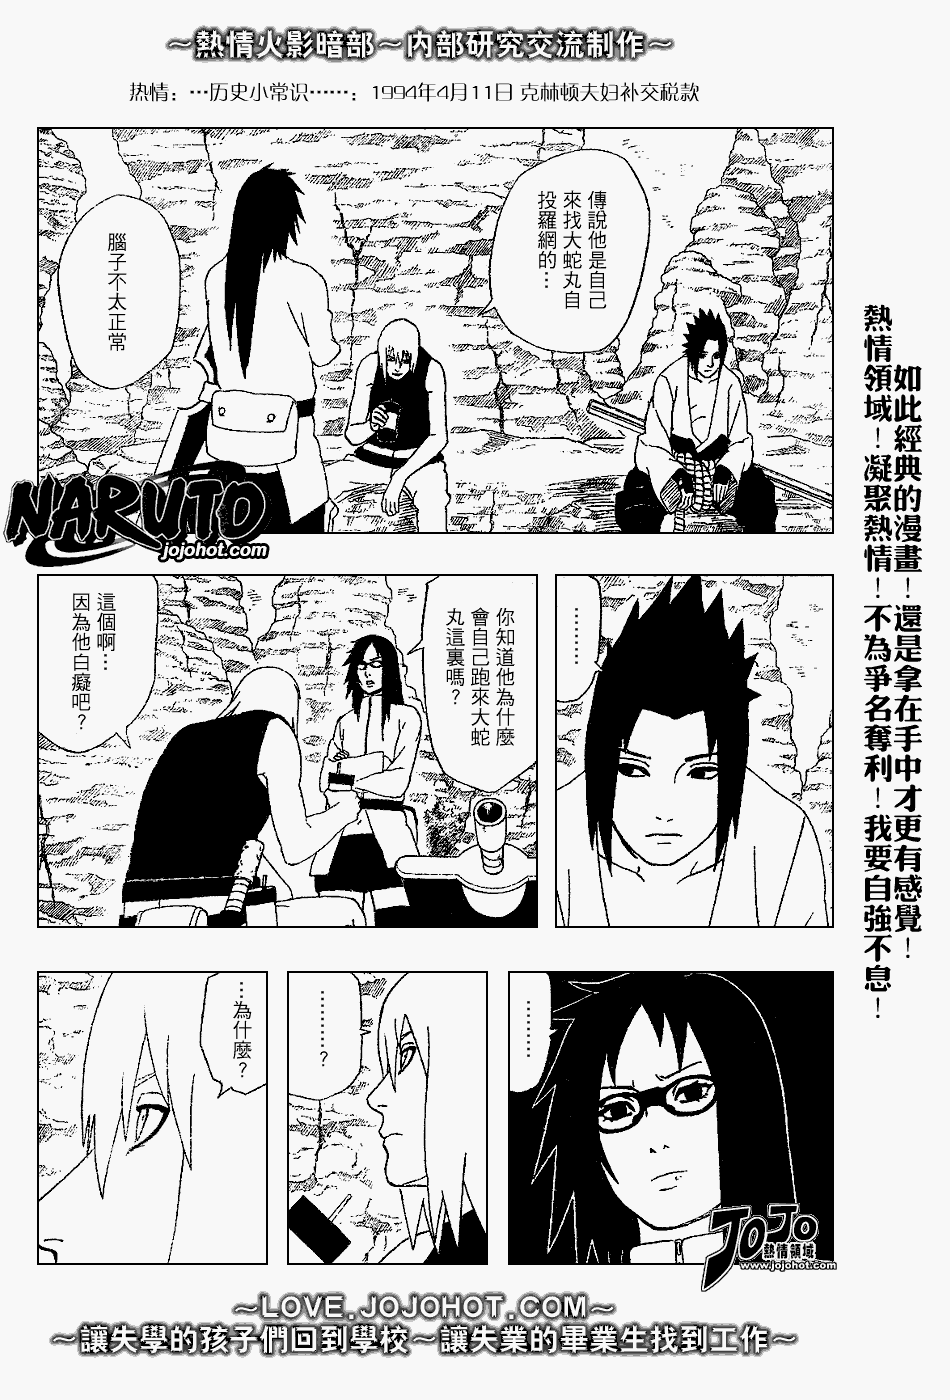 ～熱情火影暗部～内部研究交流制作～
热情：…历史小常识……：1994年4月11日 克林顿夫妇补交税款
傳說他是自己
來找大蛇丸自
投羅網的…
腦子不太正常
NARUTO
jojohot.com
如此經典的漫畫！還是拿在手中才更有感覺！
熱情領域！凝聚熱情！不為爭名奪利！我要自強不息！
…………
你知道他為什麼
會自己跑來大蛇
丸這裏嗎？
這個啊…
因為他白癡吧？
…………
…………？
…為什麼？
JOJO
熱情領域
www.jojohot.com
～LOVE.JOJOHOT.COM～
～讓失學的孩子們回到學校～讓失業的畢業生找到工作～